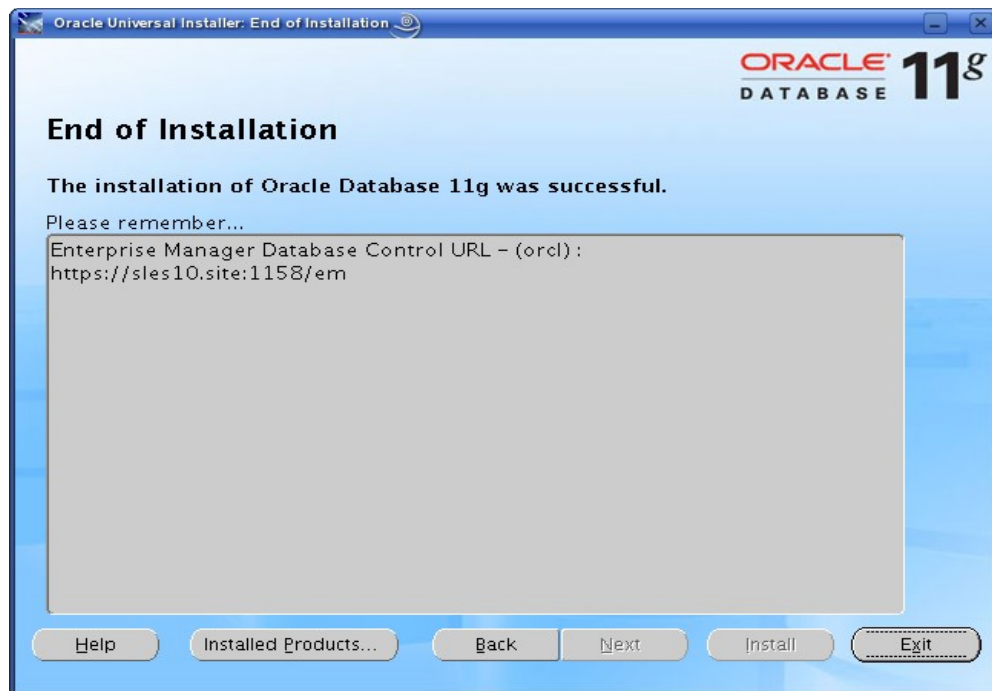 Oracle Universal Installer: End of Installation
ORACLE
DATABASE
11g
End of Installation
The installation of Oracle Database 11g was successful.
Please remember...
Enterprise Manager Database Control URL - (orcl) :
https://sles10.site:1158/em
Help
Installed Products...
Back
Next
Install
Exit